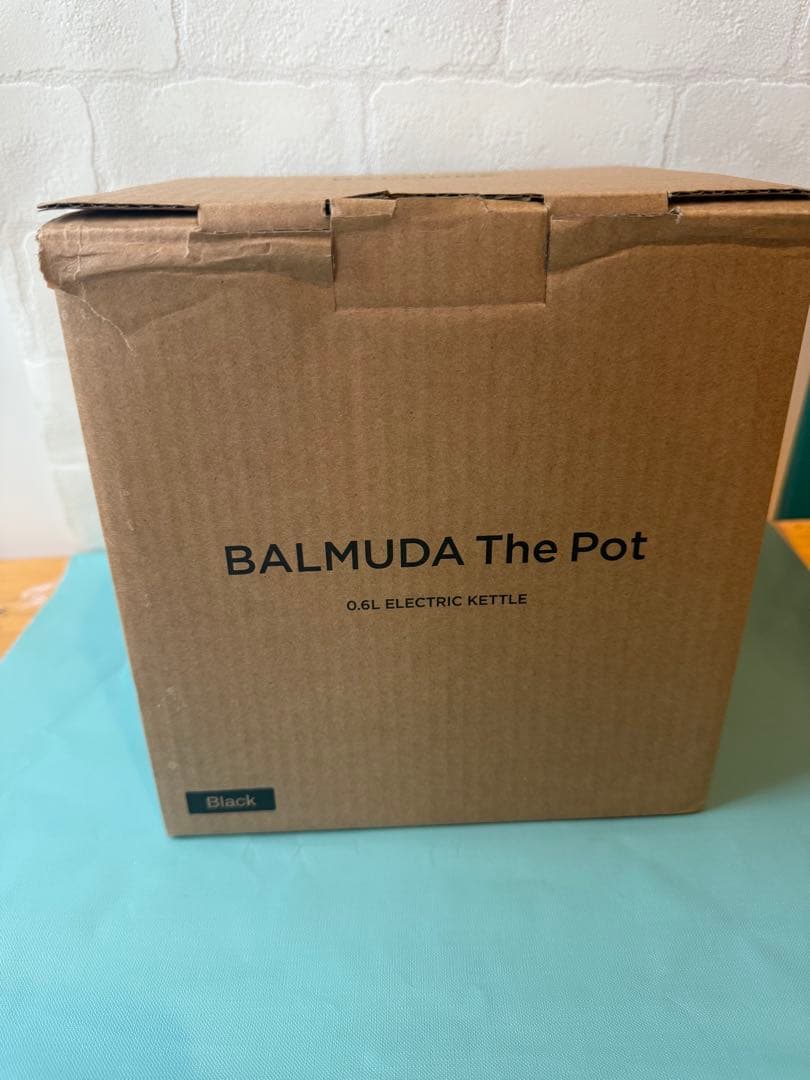 BALMUDA The Pot
0.6L ELECTRIC KETTLE
Black